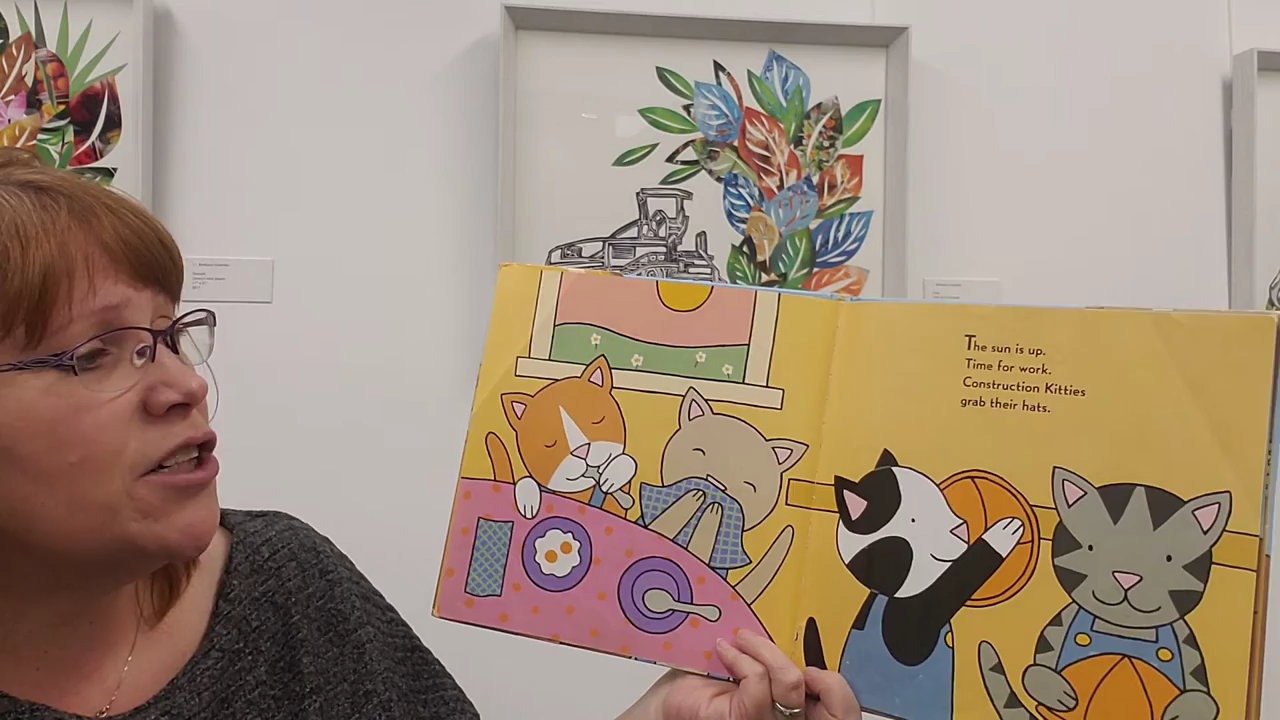 The sun is up.
Time for work.
Construction Kitties
grab their hats.